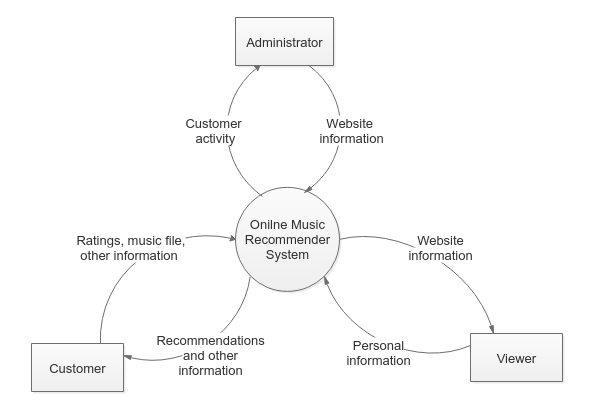 Administrator
Customer
activity
Website
information
Onilne Music
Recommender
System
Ratings, music file,
other information
Website
information
Recommendations
and other
information
Personal
information
Customer
Viewer